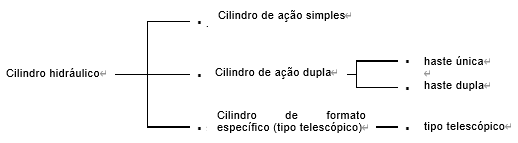 Cilindro de ação simples
Cilindro hidráulico
Cilindro de ação dupla
haste única
haste dupla
Cilindro de formato
específico (tipo telescópico)
tipo telescópico